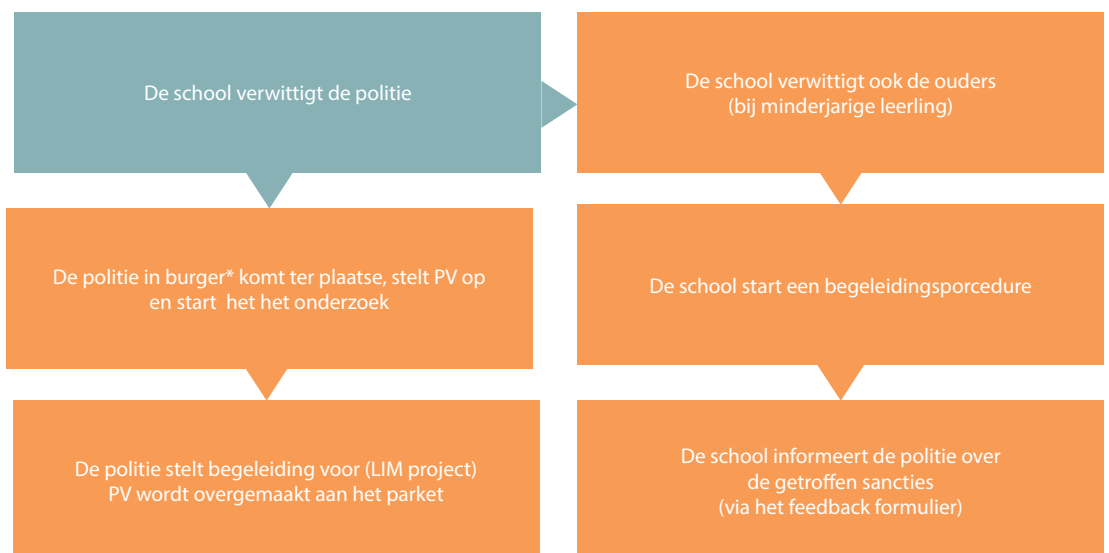 De school verwittigt de politie
De school verwittigt ook de ouders
(bij minderjarige leerling)
De politie in burger* komt ter plaatse, stelt PV op
en start het het onderzoek
De school start een begeleidingsporcedure
De politie stelt begeleiding voor (LIM project)
PV wordt overgemaakt aan het parket
De school informeert de politie over
de getroffen sancties
(via het feedback formulier)